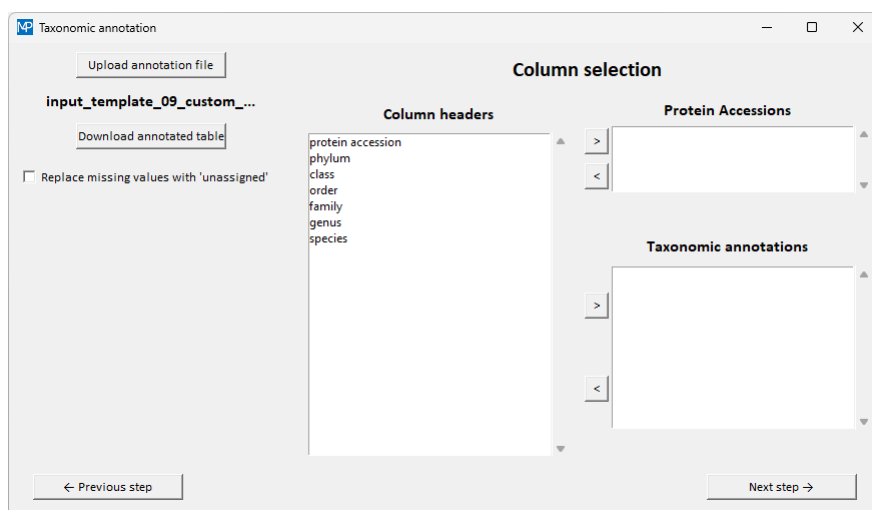 MP Taxonomic annotation
Upload annotation file
Column selection
input_template_09_custom_...
Column headers
Protein Accessions
Download annotated table
Replace missing values with 'unassigned'
protein accession
phylum
class
order
family
genus
species
>
<
Taxonomic annotations
>
<
← Previous step
Next step →